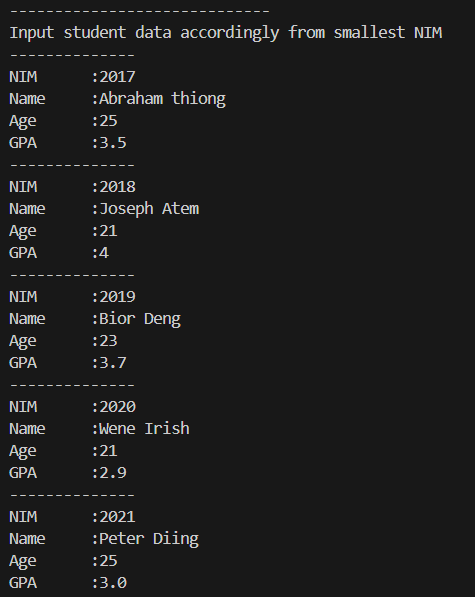 -----------------------------
Input student data accordingly from smallest NIM
--------------
NIM      :2017
Name     :Abraham thiong
Age      :25
GPA      :3.5
--------------
NIM      :2018
Name     :Joseph Atem
Age      :21
GPA      :4
--------------
NIM      :2019
Name     :Bior Deng
Age      :23
GPA      :3.7
--------------
NIM      :2020
Name     :Wene Irish
Age      :21
GPA      :2.9
--------------
NIM      :2021
Name     :Peter Diing
Age      :25
GPA      :3.0